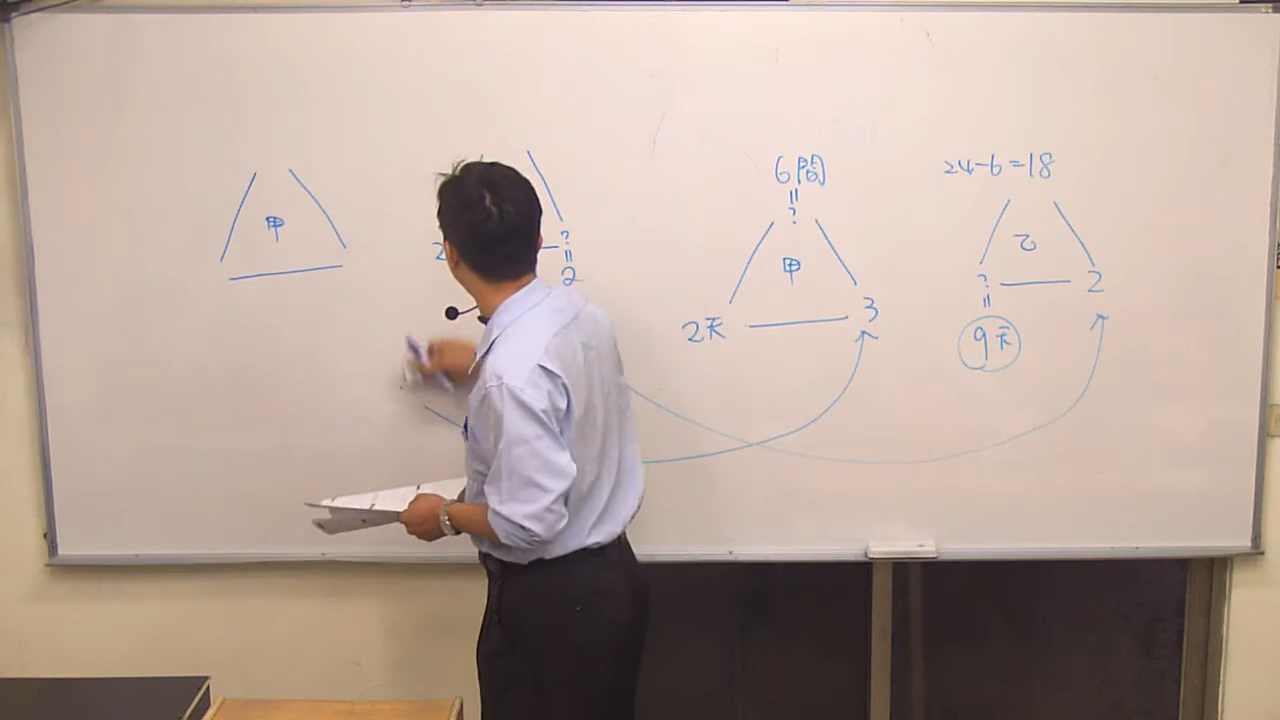 甲
2
?
=
2
6間
=
?
甲
2天
3
24-6=18
乙
?
2
=
9天